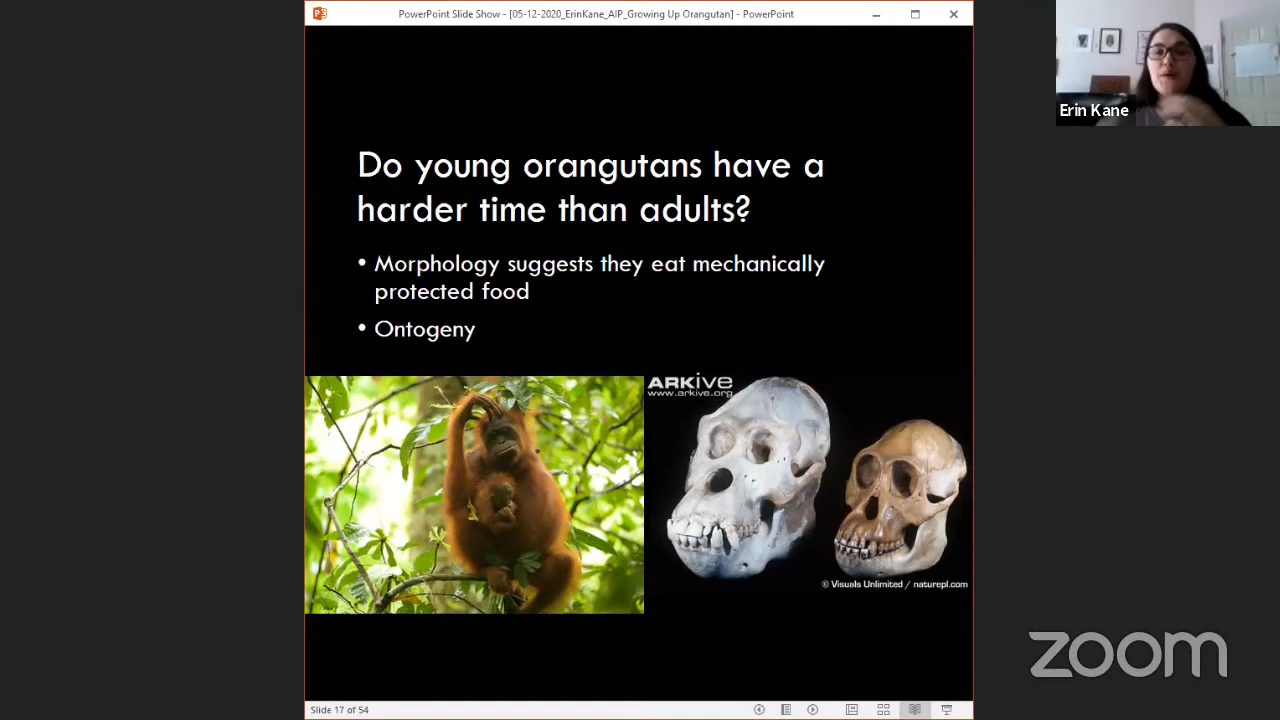 PowerPoint Slide Show - [05-12-2020_ErinKane_AIP_Growing Up Orangutan] - PowerPoint
Erin Kane
Do young orangutans have a
harder time than adults?
• Morphology suggests they eat mechanically
protected food
• Ontogeny
ARKive
www.arkive.org
© Visuals Unlimited / naturepl.com
zoom
Slide 17 of 54